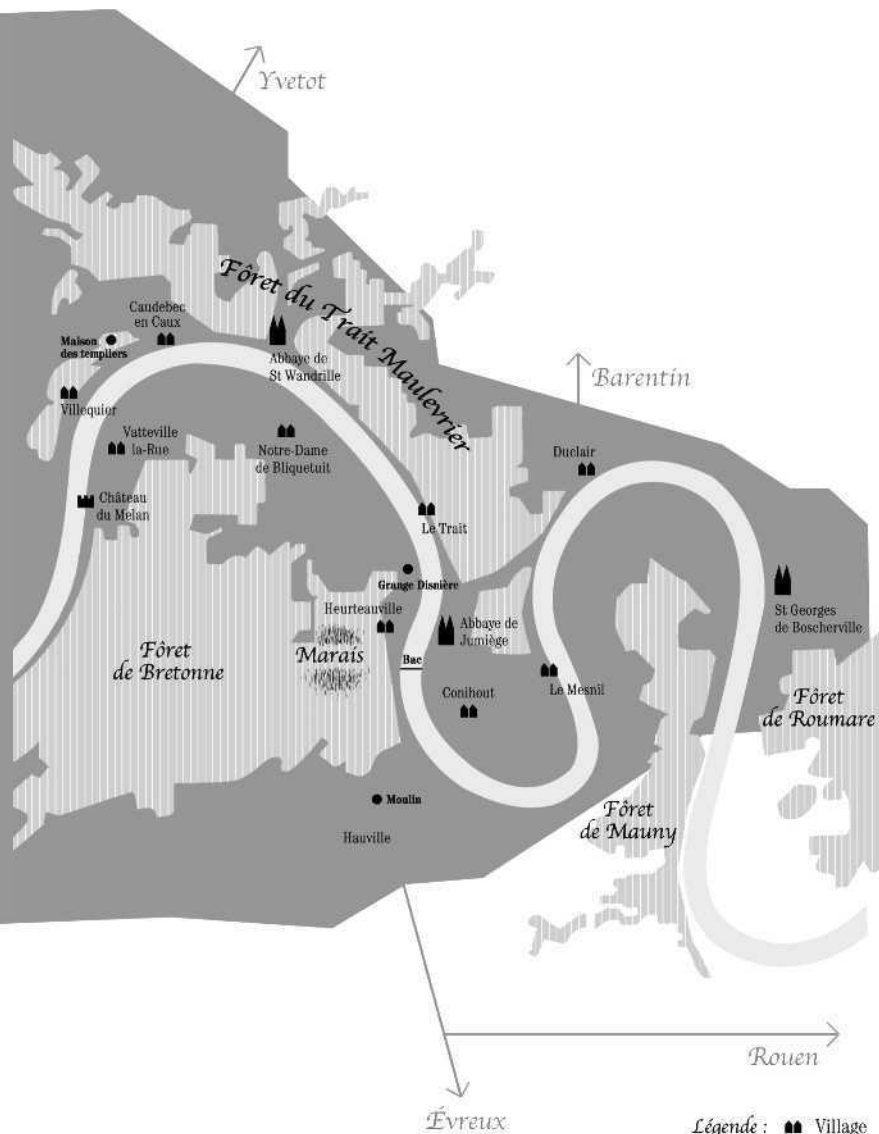 Yvetot
Fôret du Trait Maulevrier
Caudebec
en Caux
Maison
des templiers
Abbaye de
St Wandrille
Barentin
Villequier
Vatteville
la-Rue
Notre-Dame
de Bliquetuit
Duclair
Château
du Melan
Le Trait
Grange Disnière
St Georges
de Boscherville
Heurteauville
Abbaye de
Jumiège
Fôret
de Bretonne
Marais
Bac
Conihout
Le Mesnil
Fôret
de Roumare
Moulin
Hauville
Fôret
de Mauny
Rouen
Évreux
Légende : Village